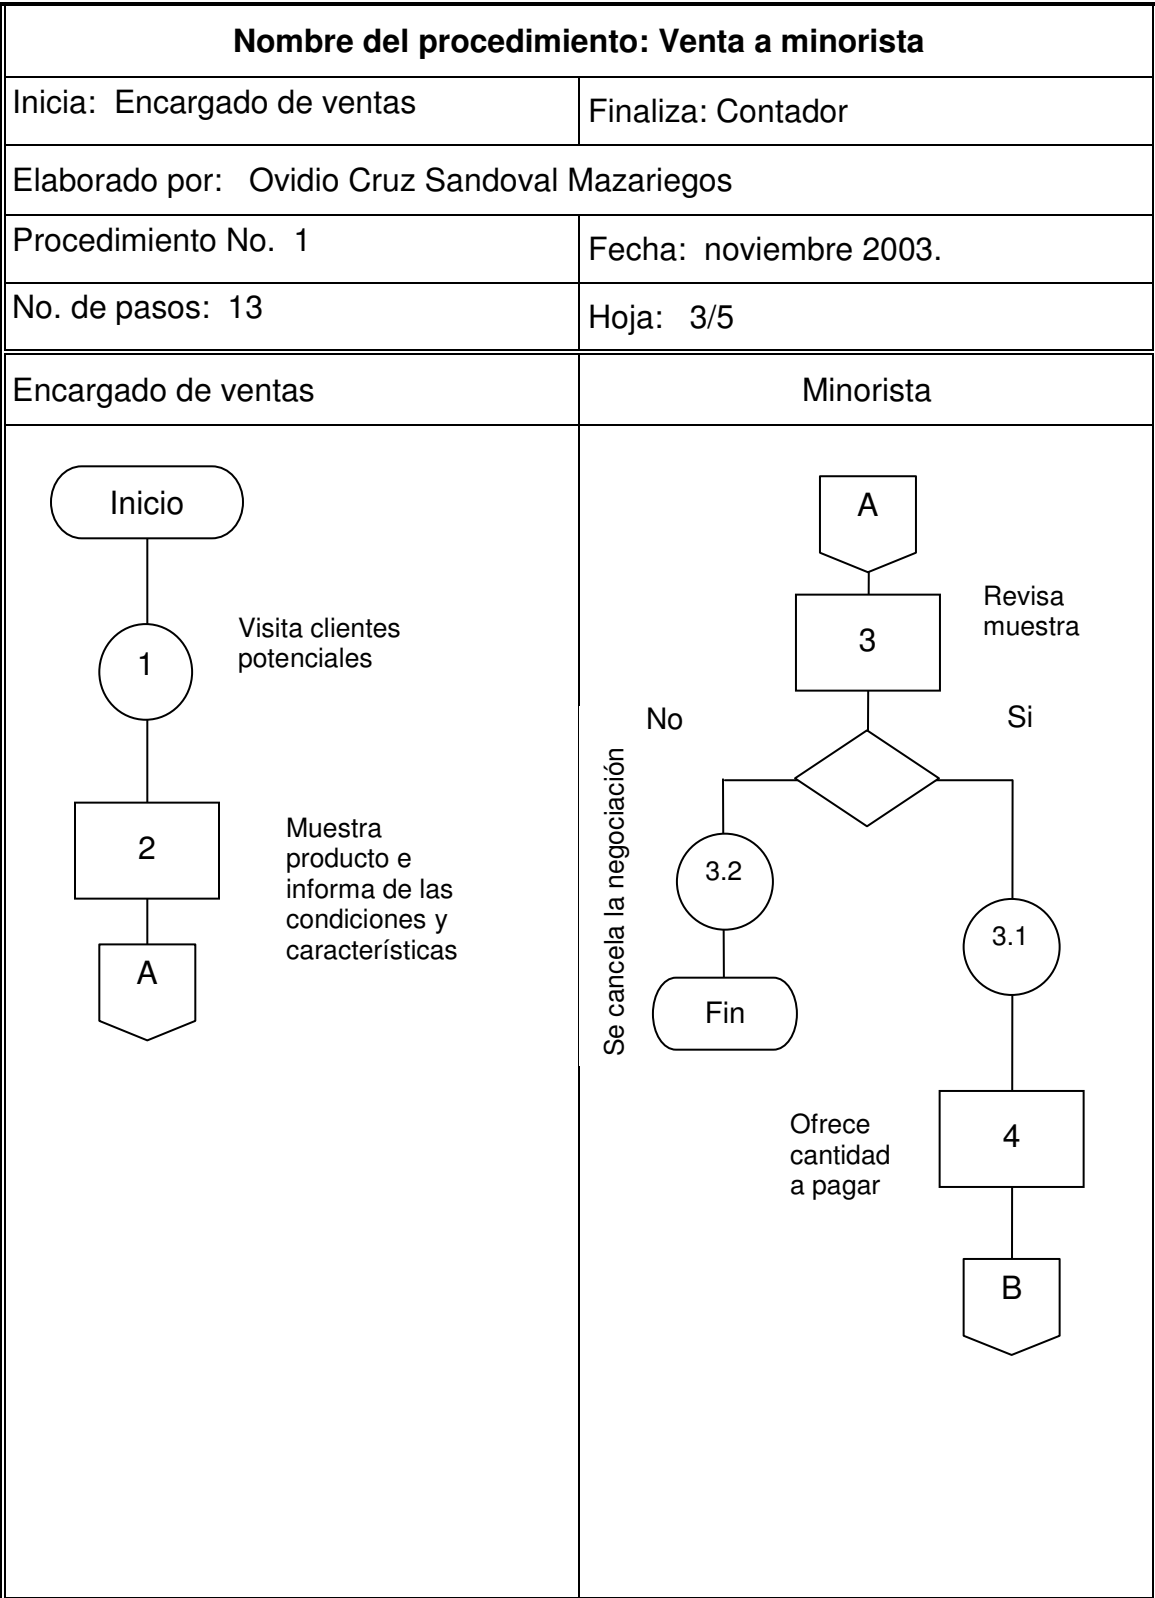 Nombre del procedimiento: Venta a minorista
Inicia: Encargado de ventas
Finaliza: Contador
Elaborado por: Ovidio Cruz Sandoval Mazariegos
Procedimiento No. 1
Fecha: noviembre 2003.
No. de pasos: 13
Hoja: 3/5
Encargado de ventas
Minorista
Inicio
1
Visita clientes
potenciales
2
Muestra
producto e
informa de las
condiciones y
características
A
A
3
Revisa
muestra
No
Si
Se cancela la negociación
3.2
Fin
3.1
Ofrece
cantidad
a pagar
4
B